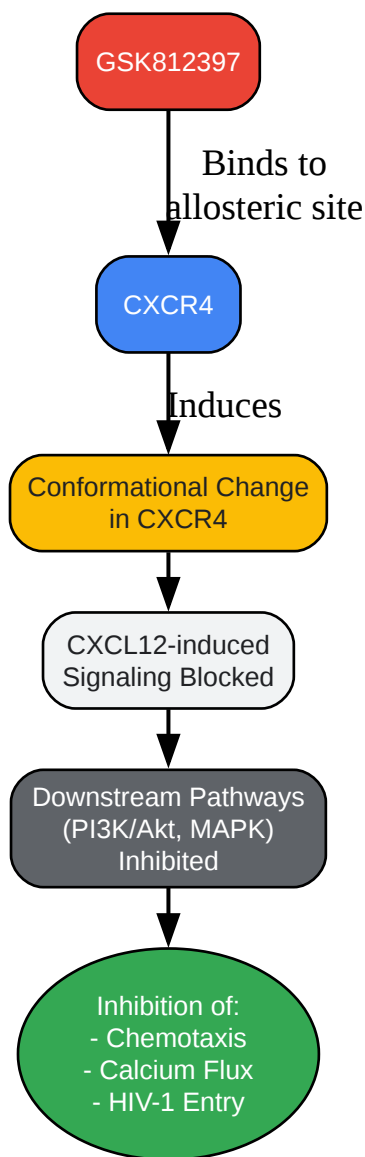 GSK812397
Binds to
allosteric site
CXCR4
Induces
Conformational Change
in CXCR4
CXCL12-induced
Signaling Blocked
Downstream Pathways
(PI3K/Akt, MAPK)
Inhibited
Inhibition of:
- Chemotaxis
- Calcium Flux
- HIV-1 Entry